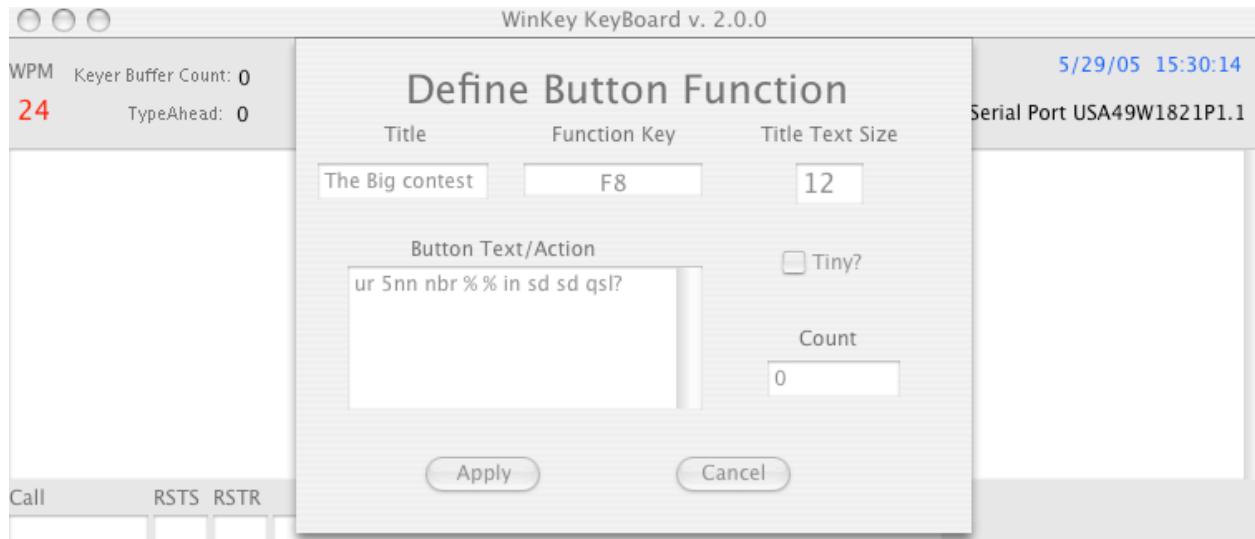 WinKey KeyBoard v. 2.0.0
WPM Keyer Buffer Count: 0
5/29/05 15:30:14
24 TypeAhead: 0
Serial Port USA49W1821P1.1
Define Button Function
Title Function Key Title Text Size
The Big contest F8 12
Button Text/Action
Tiny?
ur 5nn nbr % % in sd sd qsl?
Count
0
Apply Cancel
Call RSTS RSTR